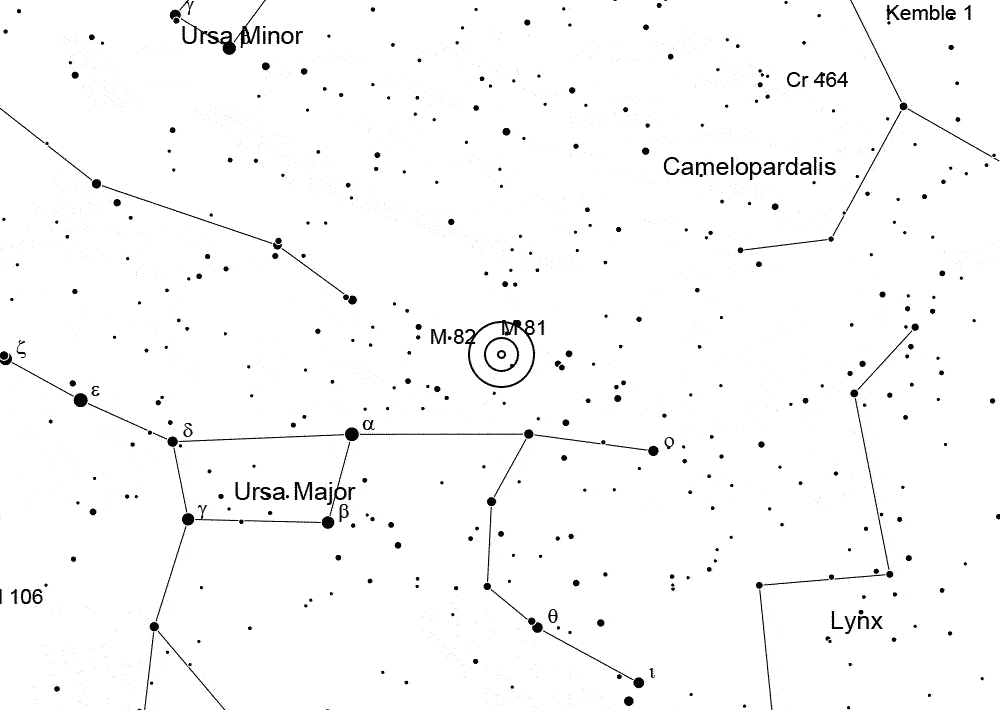 γ
Kemble 1
Ursa Minor
β
Cr 464
Camelopardalis
M 82
M 81
ζ
ε
α
δ
ο
Ursa Major
γ
β
106
θ
Lynx
ι